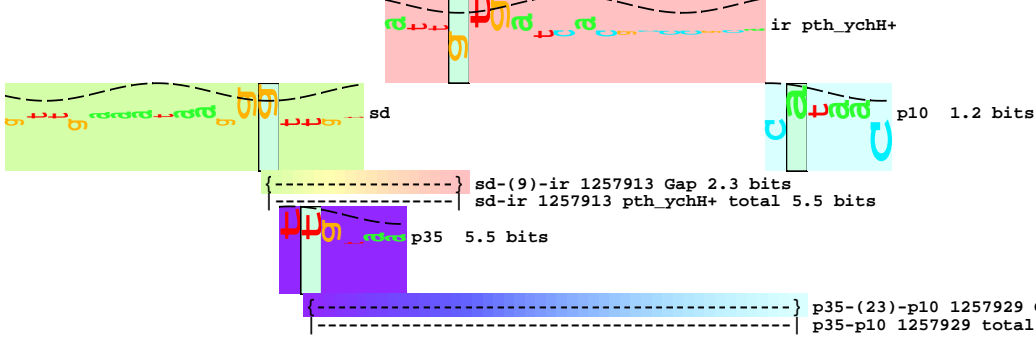 ir pth_ychH+
sd
p10 1.2 bits
{-------------------} sd-(9)-ir 1257913 Gap 2.3 bits
|-------------------| sd-ir 1257913 pth_ychH+ total 5.5 bits
p35 5.5 bits
{-----------------------------------------------} p35-(23)-p10 1257929
|-----------------------------------------------| p35-p10 1257929 total